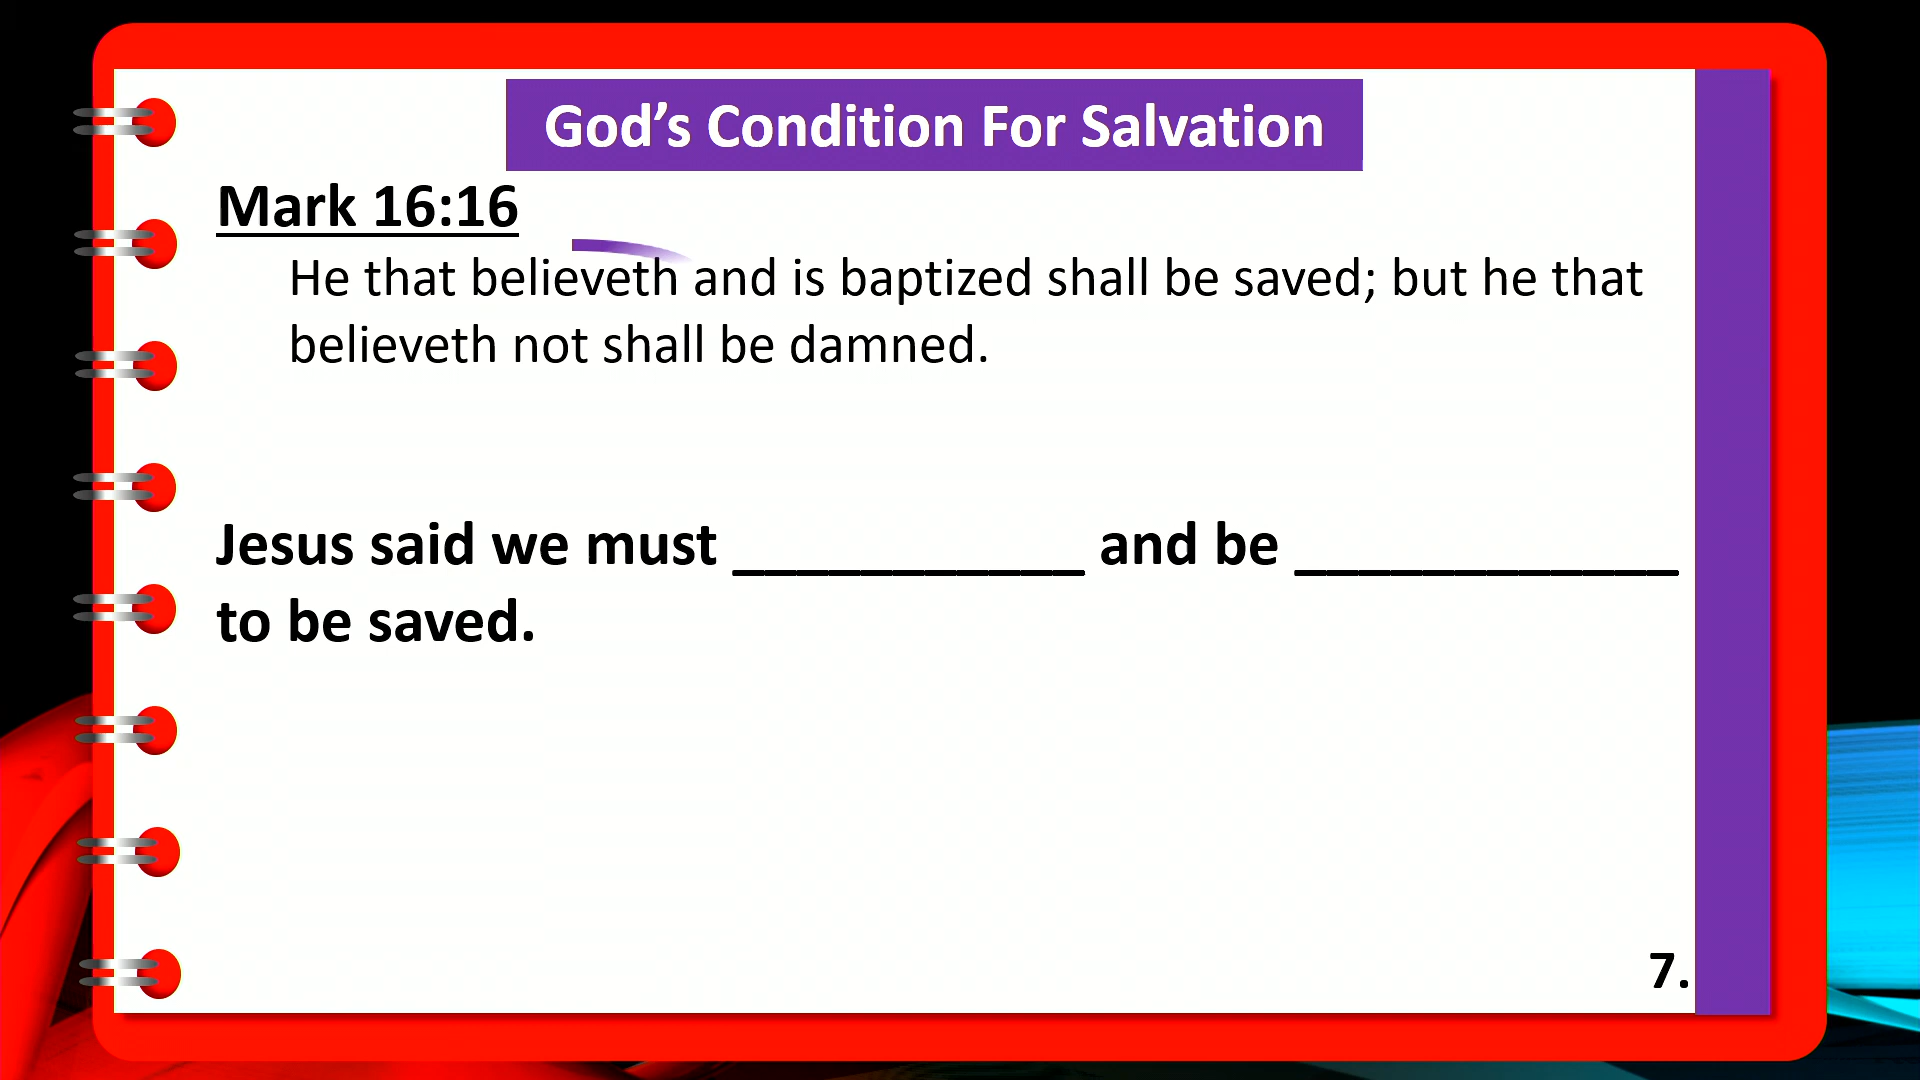 God’s Condition For Salvation
Mark 16:16
He that believeth and is baptized shall be saved; but he that
believeth not shall be damned.
Jesus said we must ___________ and be ____________
to be saved.
7.